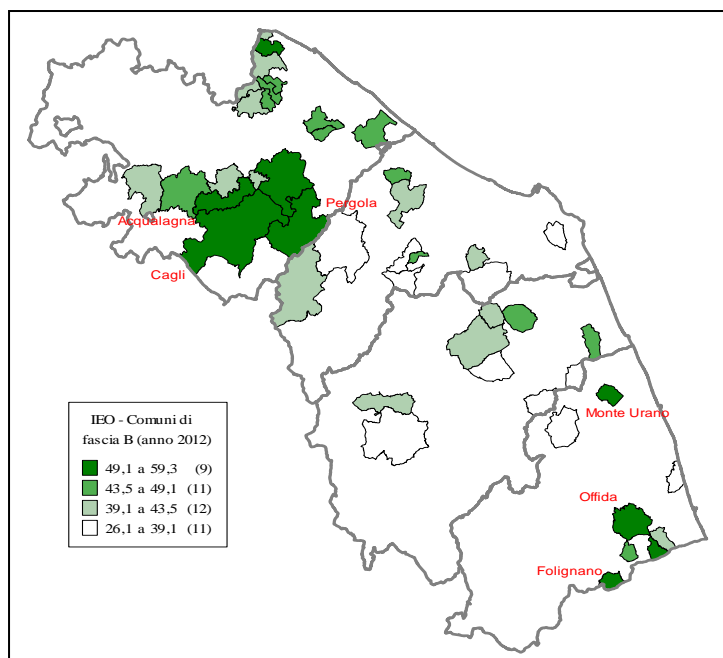 Pergola
Acqualagna
Cagli
IEO - Comuni di
fascia B (anno 2012)
49,1 a 59,3 (9)
43,5 a 49,1 (11)
39,1 a 43,5 (12)
26,1 a 39,1 (11)
Monte Urano
Offida
Folignano